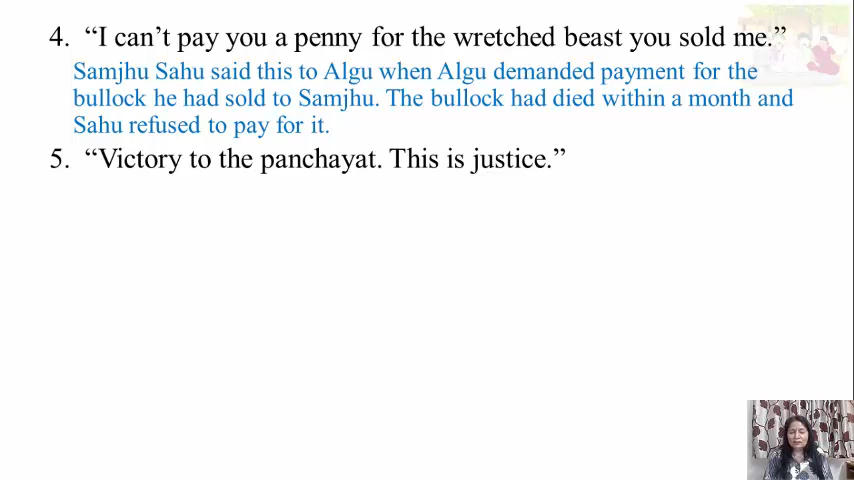 4. “I can’t pay you a penny for the wretched beast you sold me.”
Samjhu Sahu said this to Algu when Algu demanded payment for the
bullock he had sold to Samjhu. The bullock had died within a month and
Sahu refused to pay for it.
5. “Victory to the panchayat. This is justice.”